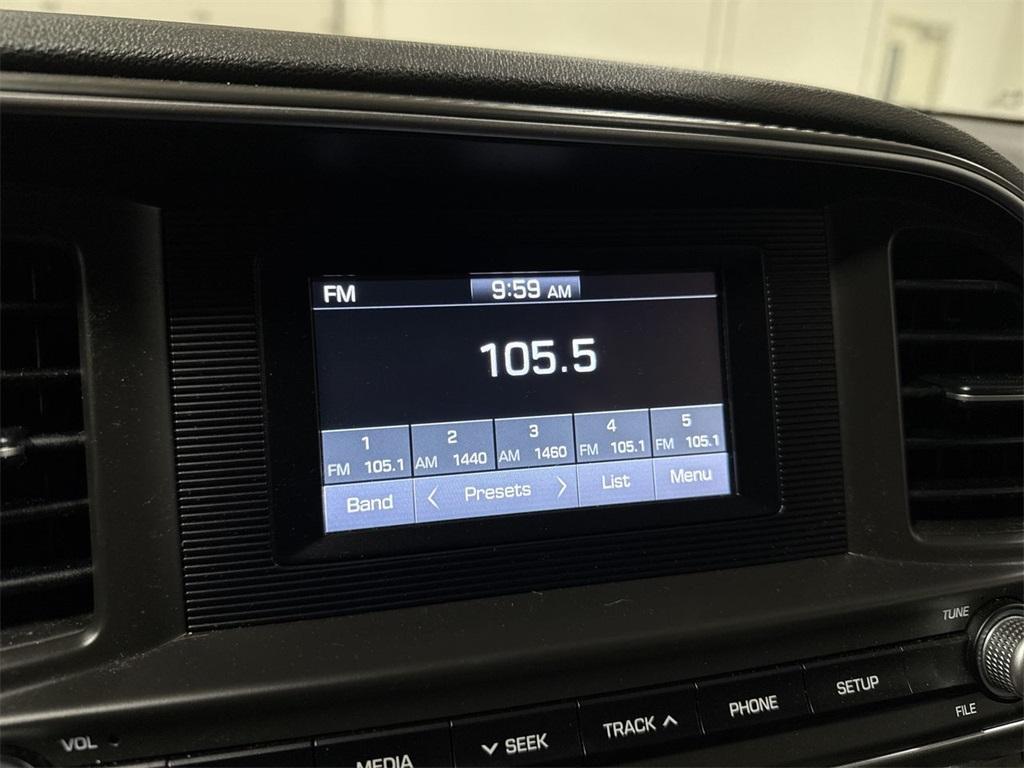 FM 9:59 AM
105.5
1 2 3 4 5
FM 105.1 AM 1440 AM 1460 FM 105.1 FM 105.1
Band < Presets > List Menu
TUNE
VOL MEDIA SEEK TRACK PHONE SETUP
FILE